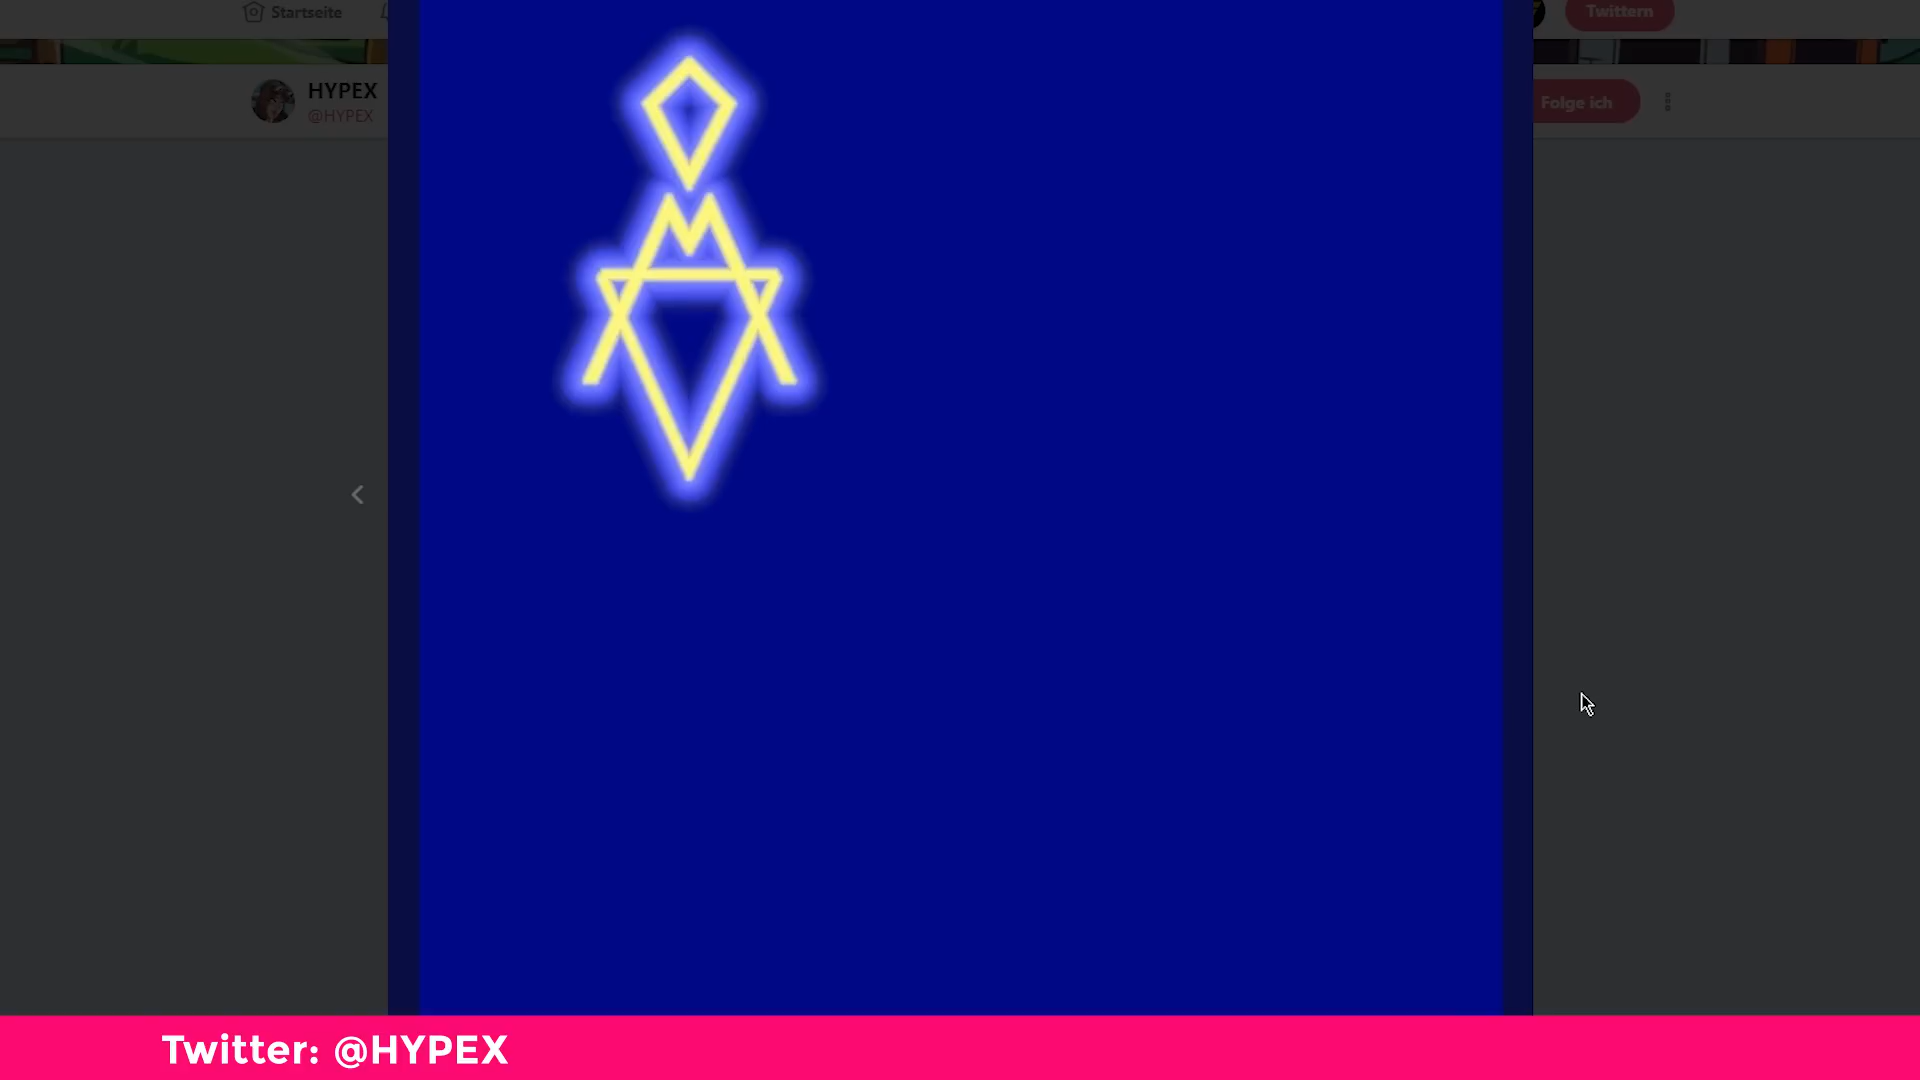 Startseite
Twittern
HYPEX
@HYPEX
Folge ich
Twitter: @HYPEX